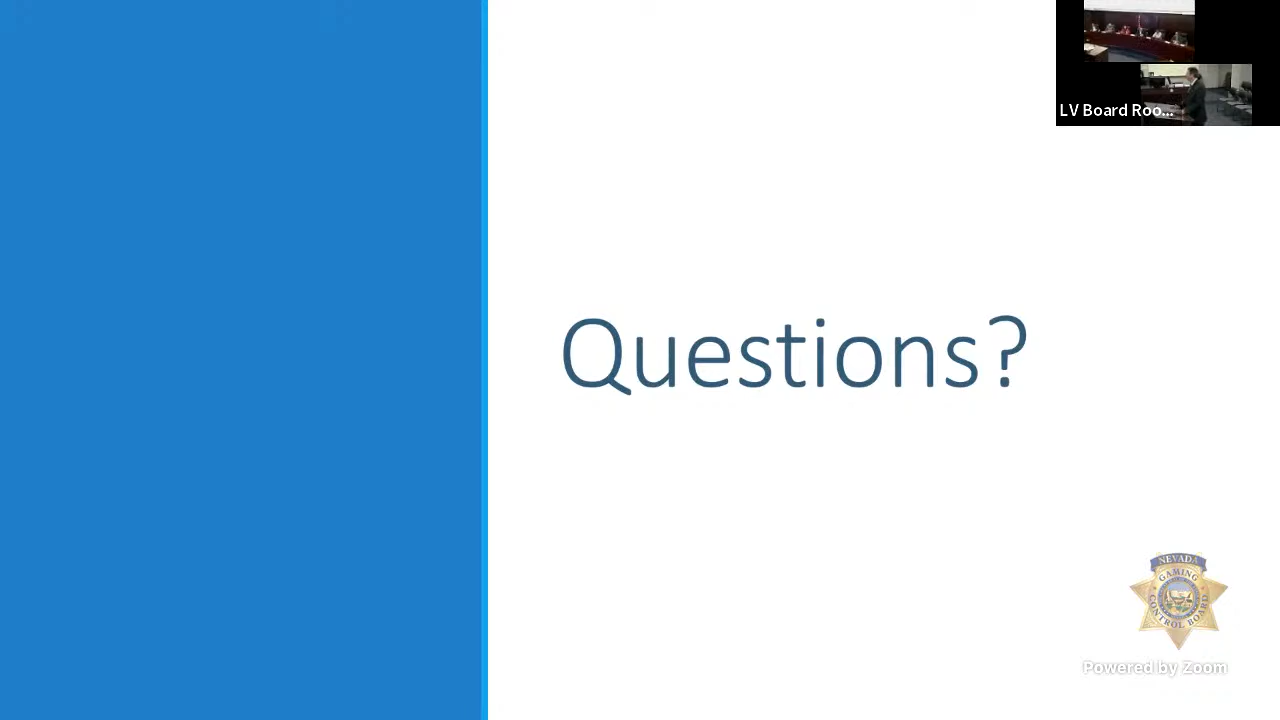 LV Board Roo...
Questions?
NEVADA
GAMING
CONTROL BOARD
Powered by Zoom